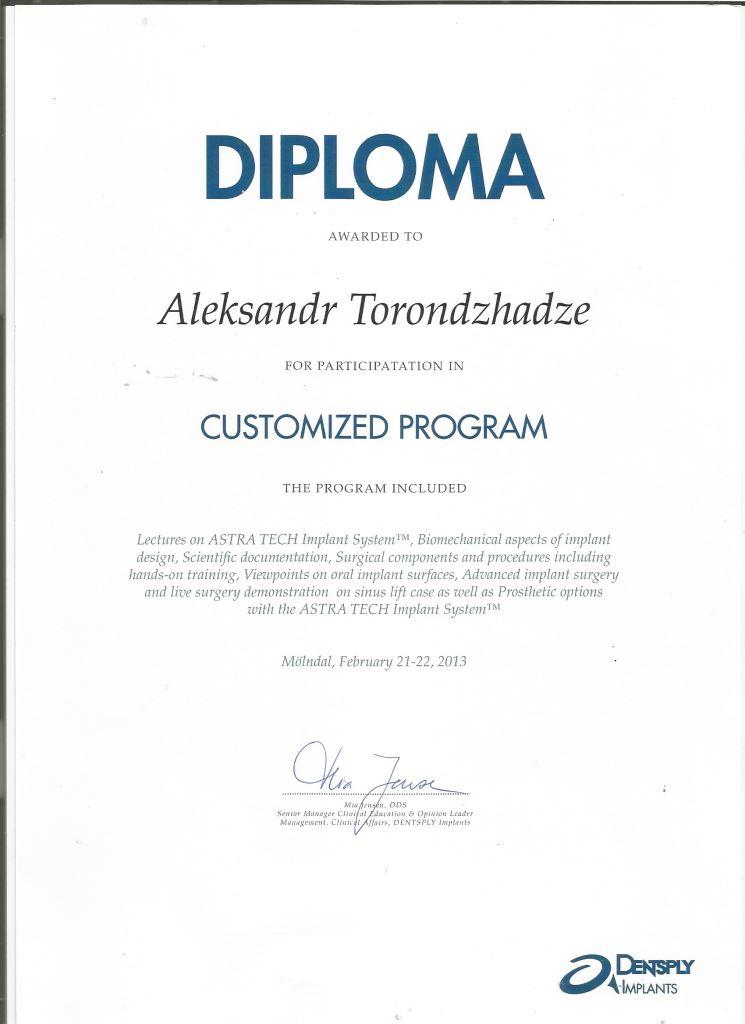 DIPLOMA
AWARDED TO
Aleksandr Torondzhadze
FOR PARTICIPATATION IN
CUSTOMIZED PROGRAM
THE PROGRAM INCLUDED
Lectures on ASTRA TECH Implant System™, Biomechanical aspects of implant
design, Scientific documentation, Surgical components and procedures including
hands-on training, Viewpoints on oral implant surfaces, Advanced implant surgery
and live surgery demonstration on sinus lift case as well as Prosthetic options
with the ASTRA TECH Implant System™
Mölndal, February 21-22, 2013
Mia Jensen
Mia Jensen, DDS
Senior Manager Clinical Education & Opinion Leader
Management, Clinical Affairs, DENTSPLY Implants
DENTSPLY
IMPLANTS